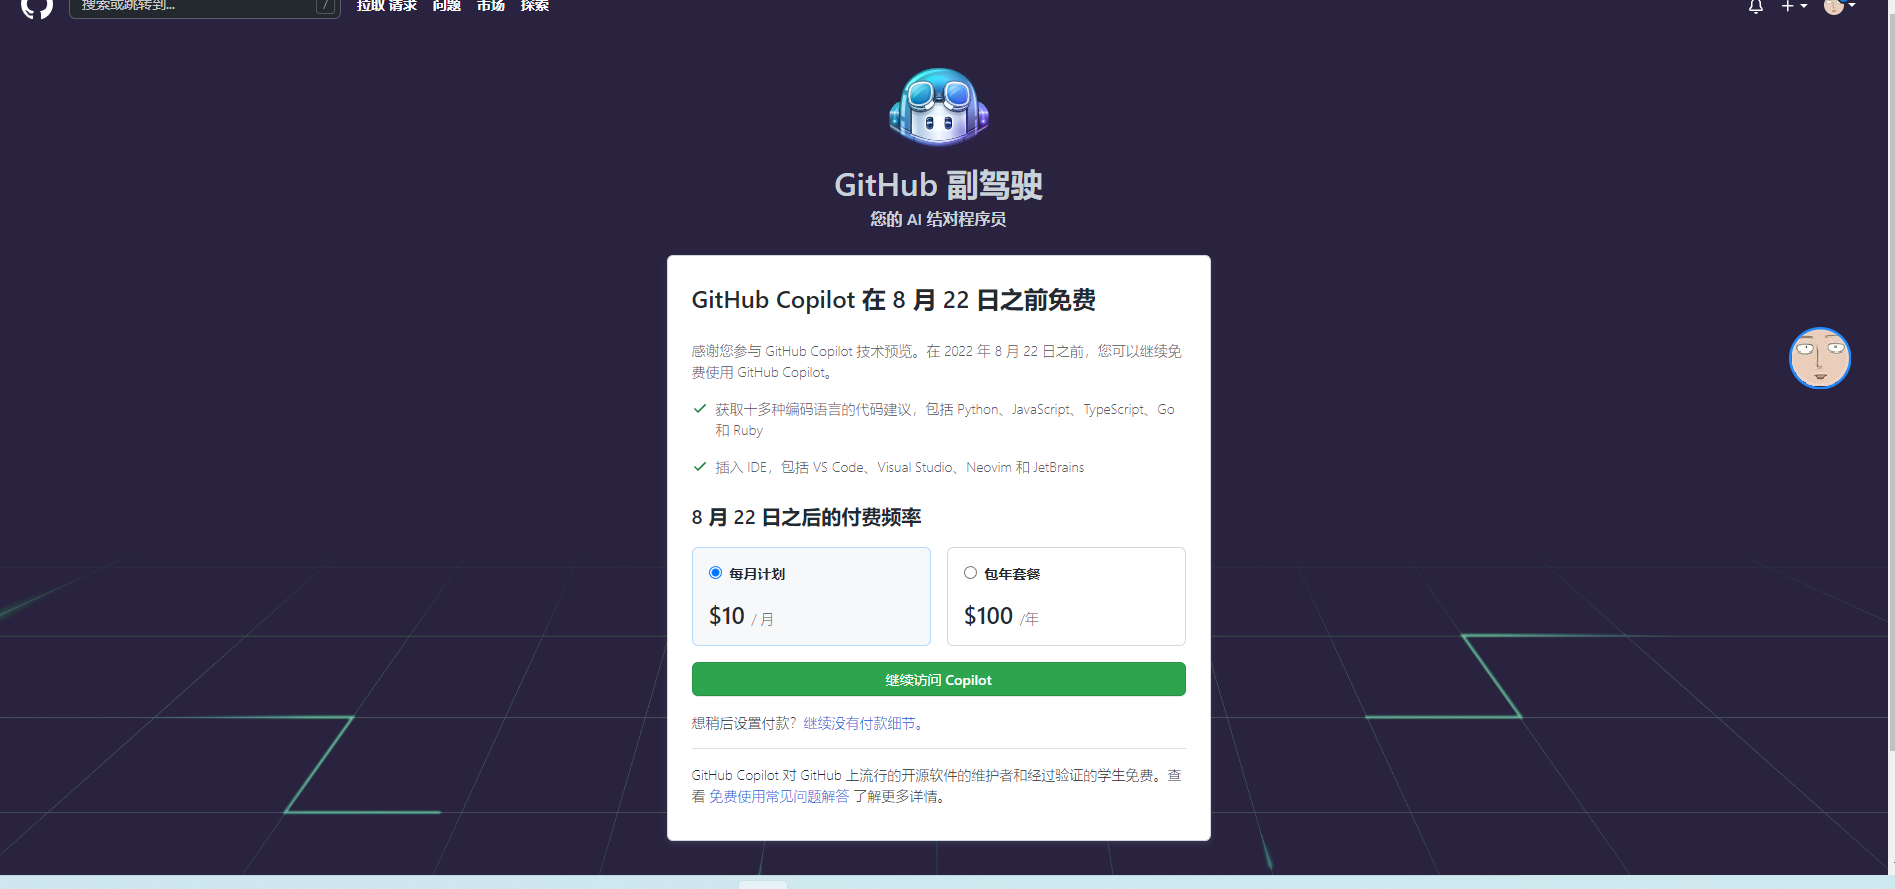 搜索或跳转到...
/
拉取 请求 问题 市场 探索
GitHub 副驾驶
您的 AI 结对程序员
GitHub Copilot 在 8 月 22 日之前免费
感谢您参与 GitHub Copilot 技术预览。在 2022 年 8 月 22 日之前，您可以继续免
费使用 GitHub Copilot。
获取十多种编码语言的代码建议，包括 Python、JavaScript、TypeScript、Go
和 Ruby
插入 IDE，包括 VS Code、Visual Studio、Neovim 和 JetBrains
8 月 22 日之后的付费频率
每月计划 包年套餐
$10 / 月 $100 /年
继续访问 Copilot
想稍后设置付款？继续没有付款细节。
GitHub Copilot 对 GitHub 上流行的开源软件的维护者和经过验证的学生免费。查
看 免费使用常见问题解答 了解更多详情。